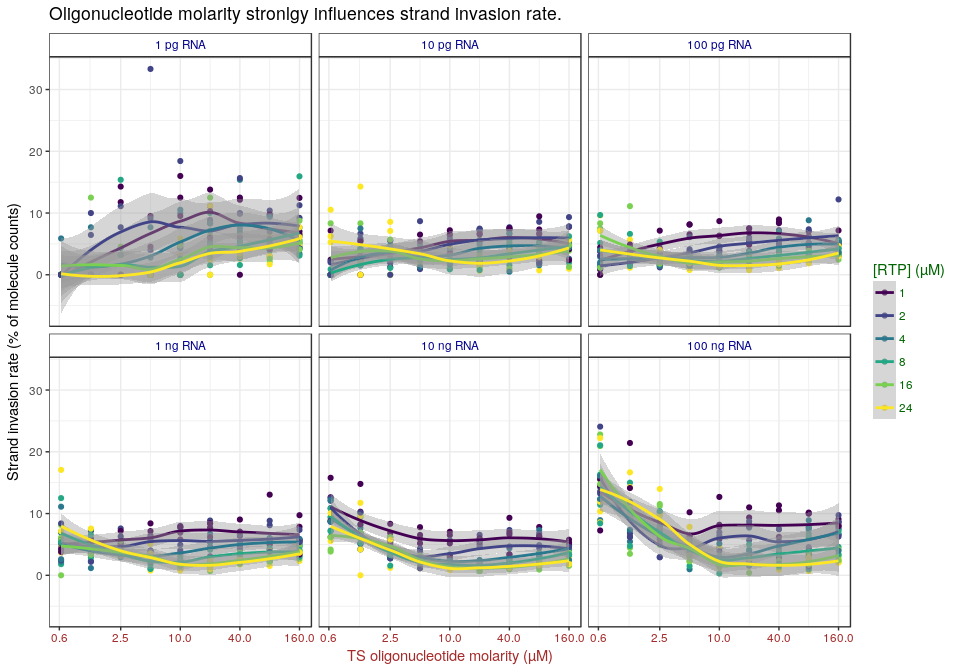 Oligonucleotide molarity stronlgy influences strand invasion rate.
1 pg RNA
10 pg RNA
100 pg RNA
30
20
10
0
1 ng RNA
10 ng RNA
100 ng RNA
30
20
10
0
0.6 2.5 10.0 40.0 160.0
0.6 2.5 10.0 40.0 160.0
0.6 2.5 10.0 40.0 160.0
TS oligonucleotide molarity (µM)
Strand invasion rate (% of molecule counts)
[RTP] (µM)
1
2
4
8
16
24